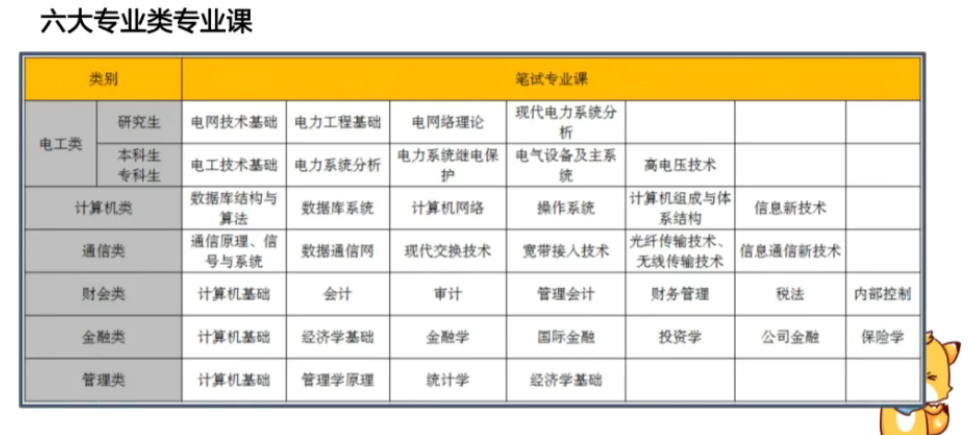 六大专业类专业课
类别 笔试专业课
电工类 研究生 电网技术基础 电力工程基础 电网络理论 现代电力系统分析
本科生专科生 电工技术基础 电力系统分析 电力系统继电保护 电气设备及主系统 高电压技术
计算机类 数据库结构与算法 数据库系统 计算机网络 操作系统 计算机组成与体系结构 信息新技术
通信类 通信原理、信号与系统 数据通信网 现代交换技术 宽带接入技术 光纤传输技术、无线传输技术 信息通信新技术
财会类 计算机基础 会计 审计 管理会计 财务管理 税法 内部控制
金融类 计算机基础 经济学基础 金融学 国际金融 投资学 公司金融 保险学
管理类 计算机基础 管理学原理 统计学 经济学基础